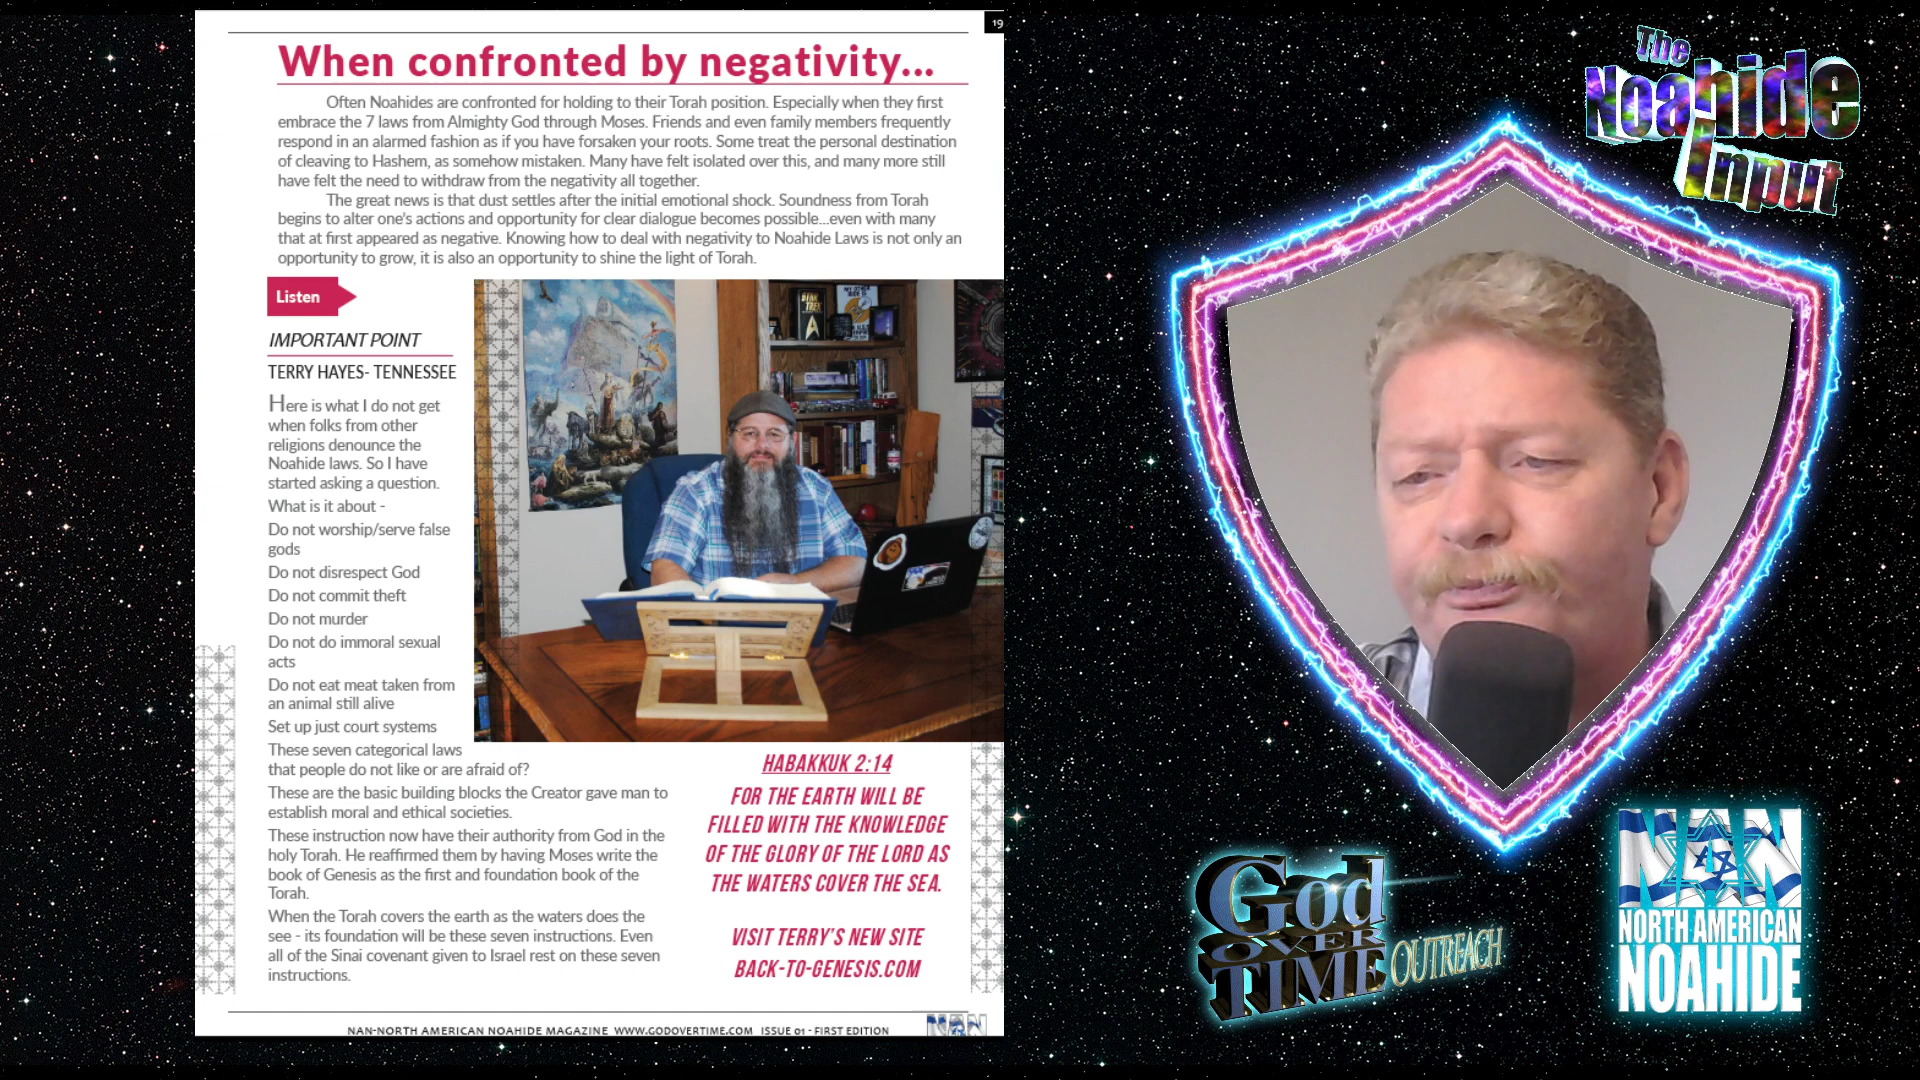 19
When confronted by negativity...
Often Noahides are confronted for holding to their Torah position. Especially when they first
embrace the 7 laws from Almighty God through Moses. Friends and even family members frequently
respond in an alarmed fashion as if you have forsaken your roots. Some treat the personal destination
of cleaving to Hashem, as somehow mistaken. Many have felt isolated over this, and many more still
have felt the need to withdraw from the negativity all together.
The great news is that dust settles after the initial emotional shock. Soundness from Torah
begins to alter one's actions and opportunity for clear dialogue becomes possible...even with many
that at first appeared as negative. Knowing how to deal with negativity to Noahide Laws is not only an
opportunity to grow, it is also an opportunity to shine the light of Torah.
Listen
IMPORTANT POINT
TERRY HAYES- TENNESSEE
Here is what I do not get
when folks from other
religions denounce the
Noahide laws. So I have
started asking a question.
What is it about -
Do not worship/serve false
gods
Do not disrespect God
Do not commit theft
Do not murder
Do not do immoral sexual
acts
Do not eat meat taken from
an animal still alive
Set up just court systems
These seven categorical laws
that people do not like or are afraid of?
These are the basic building blocks the Creator gave man to
establish moral and ethical societies.
These instruction now have their authority from God in the
holy Torah. He reaffirmed them by having Moses write the
book of Genesis as the first and foundation book of the
Torah.
When the Torah covers the earth as the waters does the
see - its foundation will be these seven instructions. Even
all of the Sinai covenant given to Israel rest on these seven
instructions.
STAR
TREK
HABAKKUK 2:14
FOR THE EARTH WILL BE
FILLED WITH THE KNOWLEDGE
OF THE GLORY OF THE LORD AS
THE WATERS COVER THE SEA.
VISIT TERRY'S NEW SITE
BACK-TO-GENESIS.COM
NAN-NORTH AMERICAN NOAHIDE MAGAZINE WWW.GODOVERTIME.COM ISSUE 01 - FIRST EDITION
NAN
The
Noahide
Input
God
OVER
TIME OUTREACH
NAN
NORTH AMERICAN
NOAHIDE